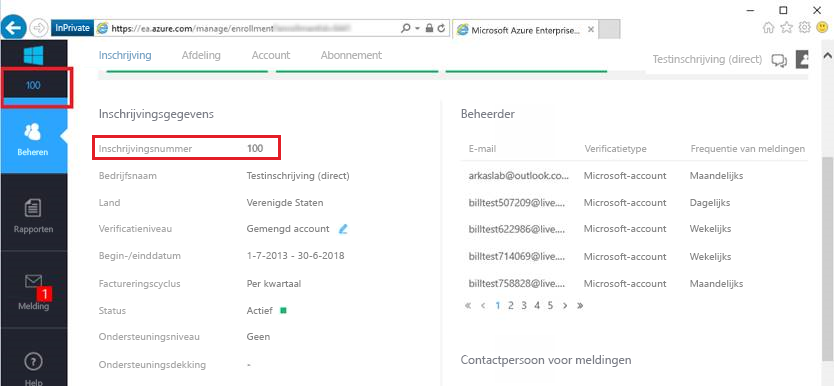 InPrivate https://ea.azure.com/manage/enrollment Microsoft Azure Enterprise...
Inschrijving Afdeling Account Abonnement Testinschrijving (direct)
100
Beheren
Rapporten
1
Melding
Help
Inschrijvingsgegevens
Inschrijvingsnummer 100
Bedrijfsnaam Testinschrijving (direct)
Land Verenigde Staten
Verificatieniveau Gemengd account
Begin-/einddatum 1-7-2013 - 30-6-2018
Factureringscyclus Per kwartaal
Status Actief
Ondersteuningsniveau Geen
Ondersteuningsdekking -
Beheerder
E-mail Verificatietype Frequentie van meldingen
arkaslab@outlook.co... Microsoft-account Maandelijks
billtest507209@live.... Microsoft-account Dagelijks
billtest622986@live.... Microsoft-account Wekelijks
billtest714069@live.... Microsoft-account Wekelijks
billtest758828@live.... Microsoft-account Maandelijks
« < 1 2 3 4 5 > »
Contactpersoon voor meldingen